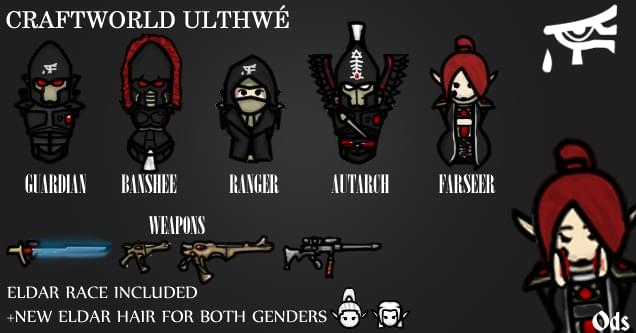 CRAFTWORLD ULTHWÉ
GUARDIAN BANSHEE RANGER AUTARCH FARSEER
WEAPONS
ELDAR RACE INCLUDED
+NEW ELDAR HAIR FOR BOTH GENDERS
Ods